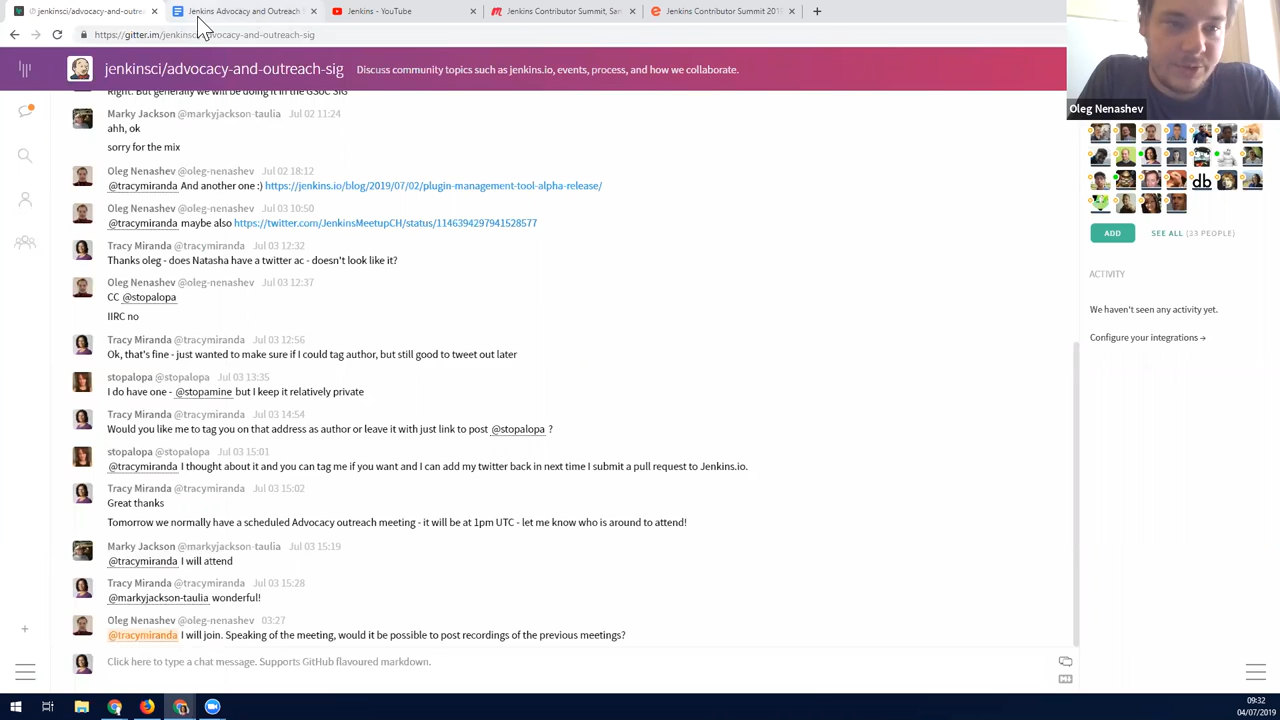 jenkinsci/advocacy-and-outreach
Jenkins Advocacy and Outreach
Jenkins - YouTube
Jenkins Contributor Summit, San
Jenkins Contributor Summit 201
jenkinsci/advocacy-and-outreach-sig
Discuss community topics such as jenkins.io, events, process, and how we collaborate.
Oleg Nenashev
Right. But generally we will be doing it in the GSoC SIG
Marky Jackson @markyjackson-taulia Jul 02 11:24
ahh, ok
sorry for the mix
Oleg Nenashev @oleg-nenashev Jul 02 18:12
@tracymiranda And another one :) https://jenkins.io/blog/2019/07/02/plugin-management-tool-alpha-release/
Oleg Nenashev @oleg-nenashev Jul 03 10:50
@tracymiranda maybe also https://twitter.com/JenkinsMeetupCH/status/1146394297941528577
Tracy Miranda @tracymiranda Jul 03 12:32
Thanks oleg - does Natasha have a twitter ac - doesn't look like it?
Oleg Nenashev @oleg-nenashev Jul 03 12:37
CC @stopalopa
IIRC no
Tracy Miranda @tracymiranda Jul 03 12:56
Ok, that's fine - just wanted to make sure if I could tag author, but still good to tweet out later
stopalopa @stopalopa Jul 03 13:35
I do have one - @stopamine but I keep it relatively private
Tracy Miranda @tracymiranda Jul 03 14:54
Would you like me to tag you on that address as author or leave it with just link to post @stopalopa ?
stopalopa @stopalopa Jul 03 15:01
@tracymiranda I thought about it and you can tag me if you want and I can add my twitter back in next time I submit a pull request to Jenkins.io.
Tracy Miranda @tracymiranda Jul 03 15:02
Great thanks
Tomorrow we normally have a scheduled Advocacy outreach meeting - it will be at 1pm UTC - let me know who is around to attend!
Marky Jackson @markyjackson-taulia Jul 03 15:19
@tracymiranda I will attend
Tracy Miranda @tracymiranda Jul 03 15:28
@markyjackson-taulia wonderful!
Oleg Nenashev @oleg-nenashev 03:27
@tracymiranda I will join. Speaking of the meeting, would it be possible to post recordings of the previous meetings?
Click here to type a chat message. Supports GitHub flavoured markdown.
db
ADD
SEE ALL (33 PEOPLE)
ACTIVITY
We haven't seen any activity yet.
Configure your integrations →
09:32
04/07/2019